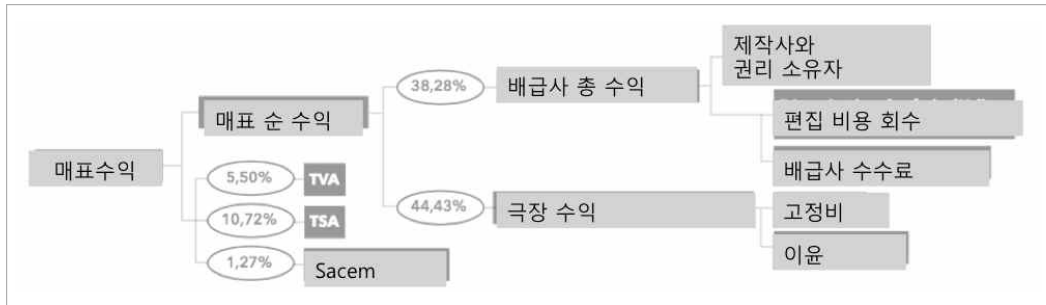 제작사와
권리 소유자
38,28%
배급사 총 수익
매표 순 수익
편집 비용 회수
매표수익
배급사 수수료
5,50%
TVA
10,72%
TSA
44,43%
극장 수익
고정비
1,27%
Sacem
이윤